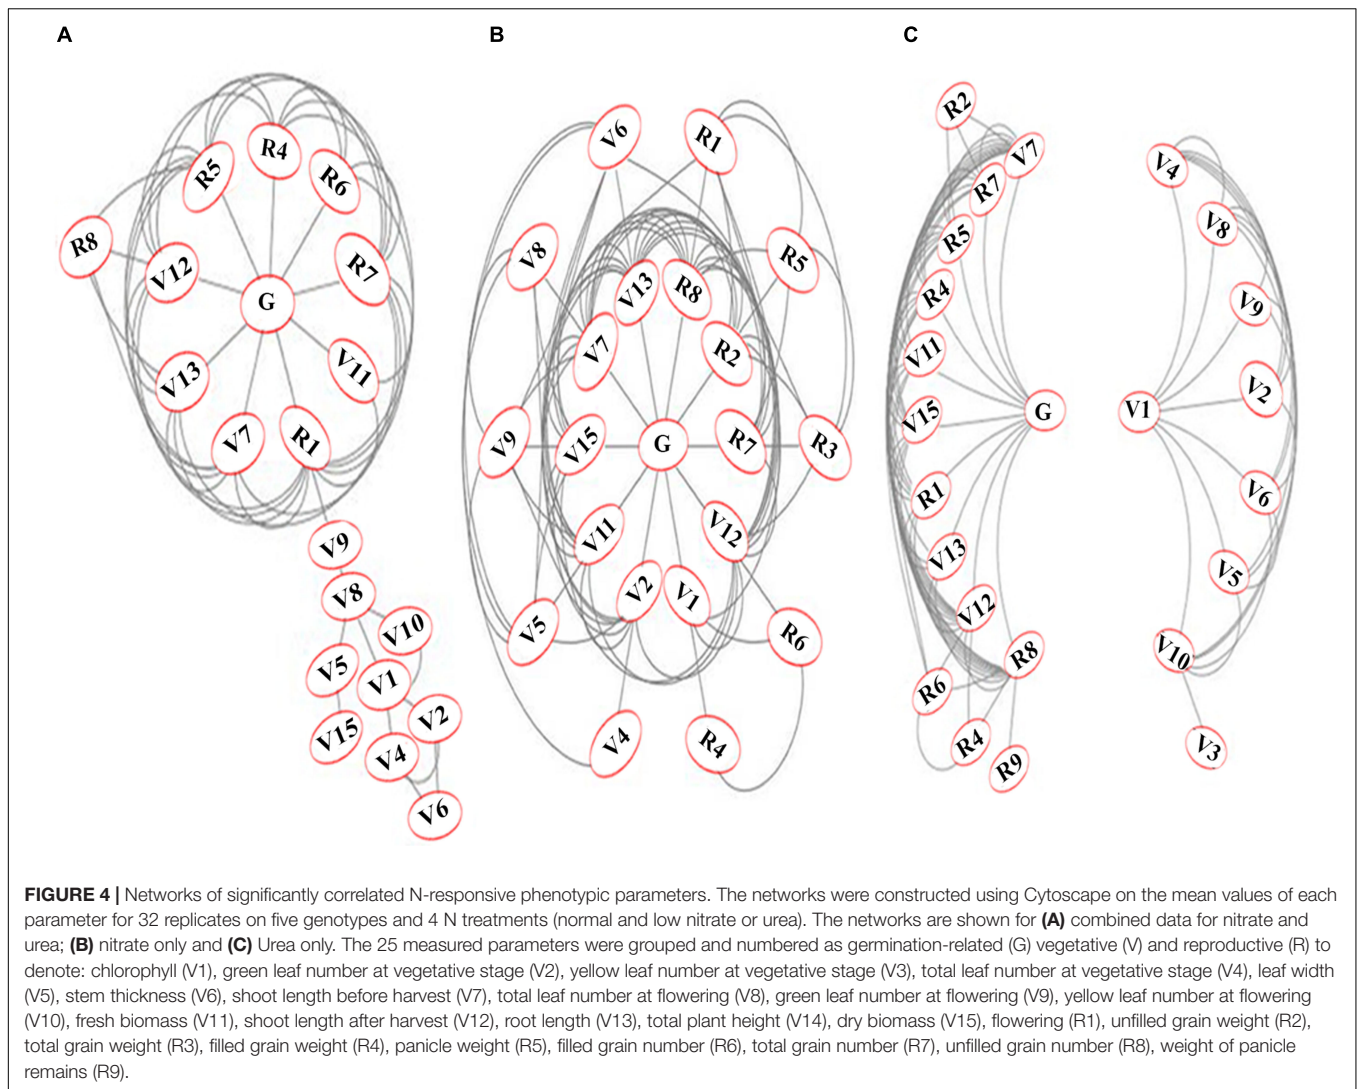 A
B
C
R4
R5
R6
R8
V12
R7
G
V13
V11
V7
R1
V9
V8
V10
V5
V1
V15
V2
V4
V6
V6
R1
V8
R5
V13
R8
V7
R2
V9
V15
G
R7
R3
V11
V12
V2
V1
V5
R6
V4
R4
R2
V7
R7
R5
R4
V11
V15
G
R1
V13
V12
R8
R6
R4
R9
V4
V8
V9
V2
V1
V6
V5
V10
V3
FIGURE 4 | Networks of significantly correlated N-responsive phenotypic parameters. The networks were constructed using Cytoscape on the mean values of each
parameter for 32 replicates on five genotypes and 4 N treatments (normal and low nitrate or urea). The networks are shown for (A) combined data for nitrate and
urea; (B) nitrate only and (C) Urea only. The 25 measured parameters were grouped and numbered as germination-related (G) vegetative (V) and reproductive (R) to
denote: chlorophyll (V1), green leaf number at vegetative stage (V2), yellow leaf number at vegetative stage (V3), total leaf number at vegetative stage (V4), leaf width
(V5), stem thickness (V6), shoot length before harvest (V7), total leaf number at flowering (V8), green leaf number at flowering (V9), yellow leaf number at flowering
(V10), fresh biomass (V11), shoot length after harvest (V12), root length (V13), total plant height (V14), dry biomass (V15), flowering (R1), unfilled grain weight (R2),
total grain weight (R3), filled grain weight (R4), panicle weight (R5), filled grain number (R6), total grain number (R7), unfilled grain number (R8), weight of panicle
remains (R9).